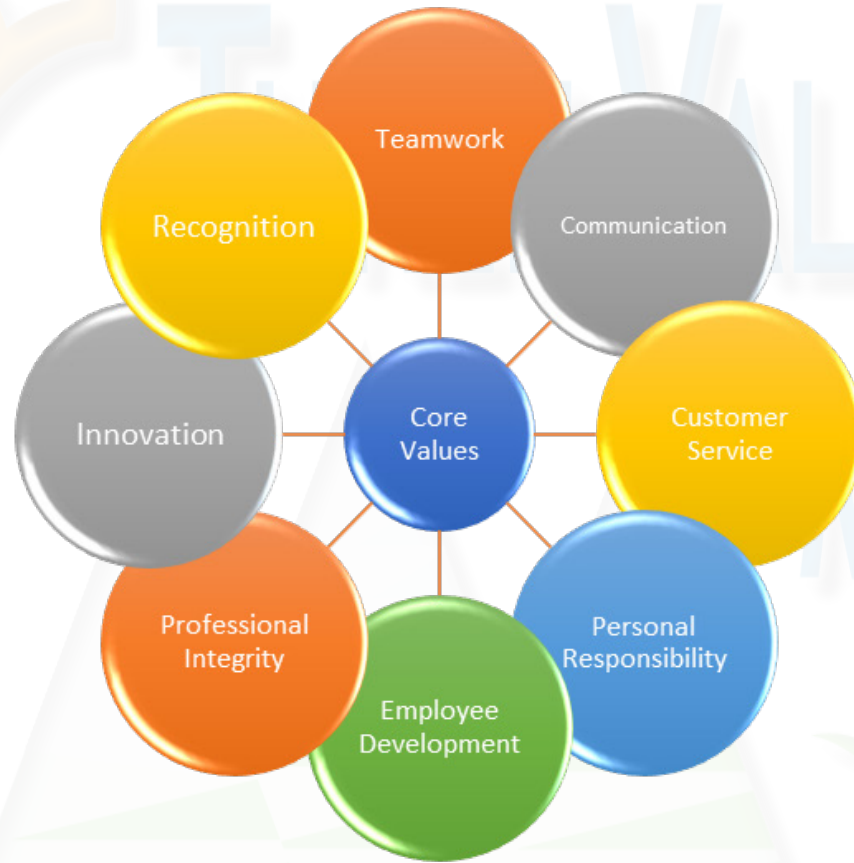 Teamwork
Communication
Customer
Service
Personal
Responsibility
Employee
Development
Professional
Integrity
Innovation
Recognition
Core
Values